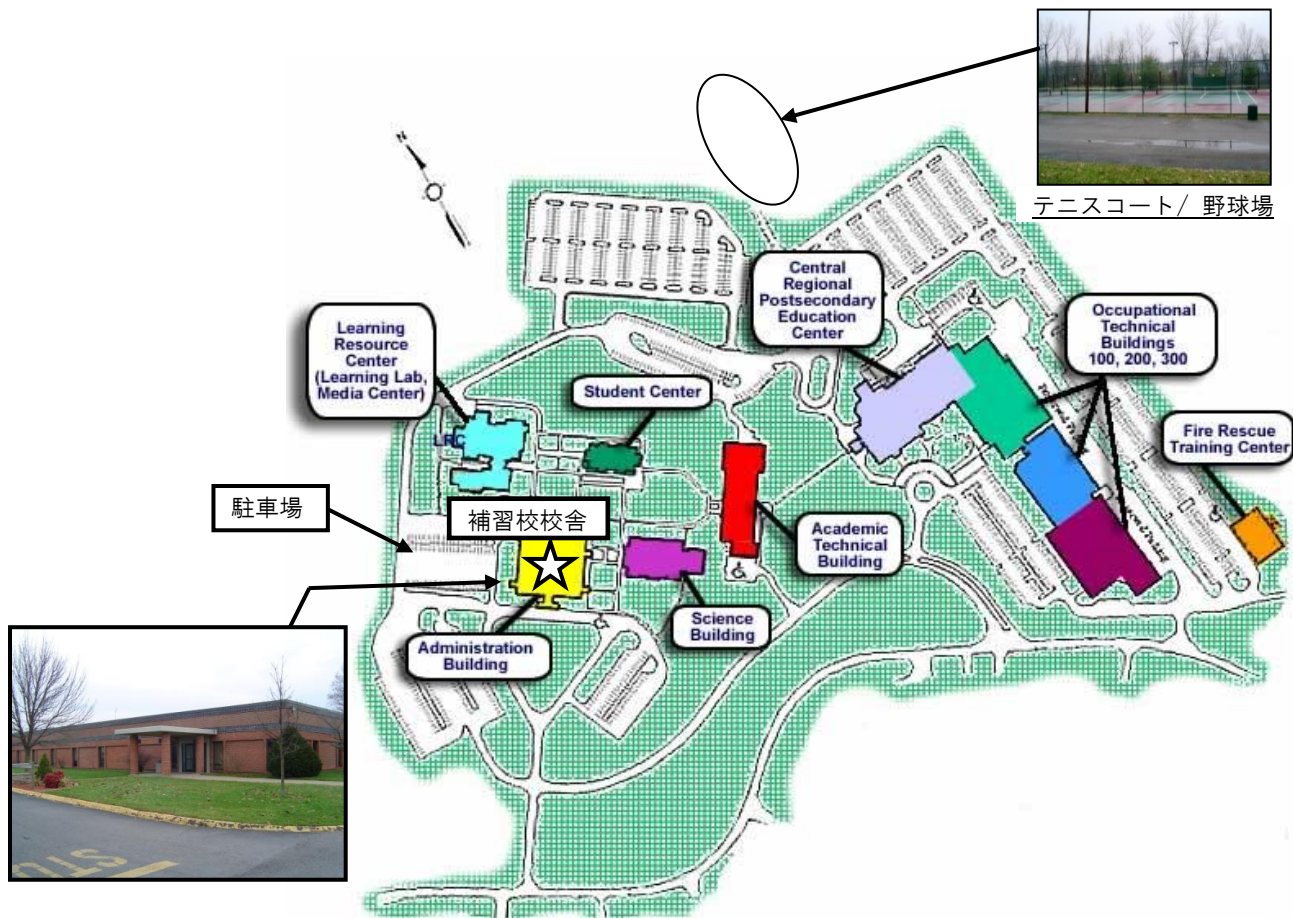 テニスコート/ 野球場
N
Central
Regional
Postsecondary
Education
Center
Learning
Resource
Center
(Learning Lab,
Media Center)
Occupational
Technical
Buildings
100, 200, 300
Student Center
Fire Rescue
Training Center
LRC
駐車場
補習校校舎
Academic
Technical
Building
Science
Building
Administration
Building
STU